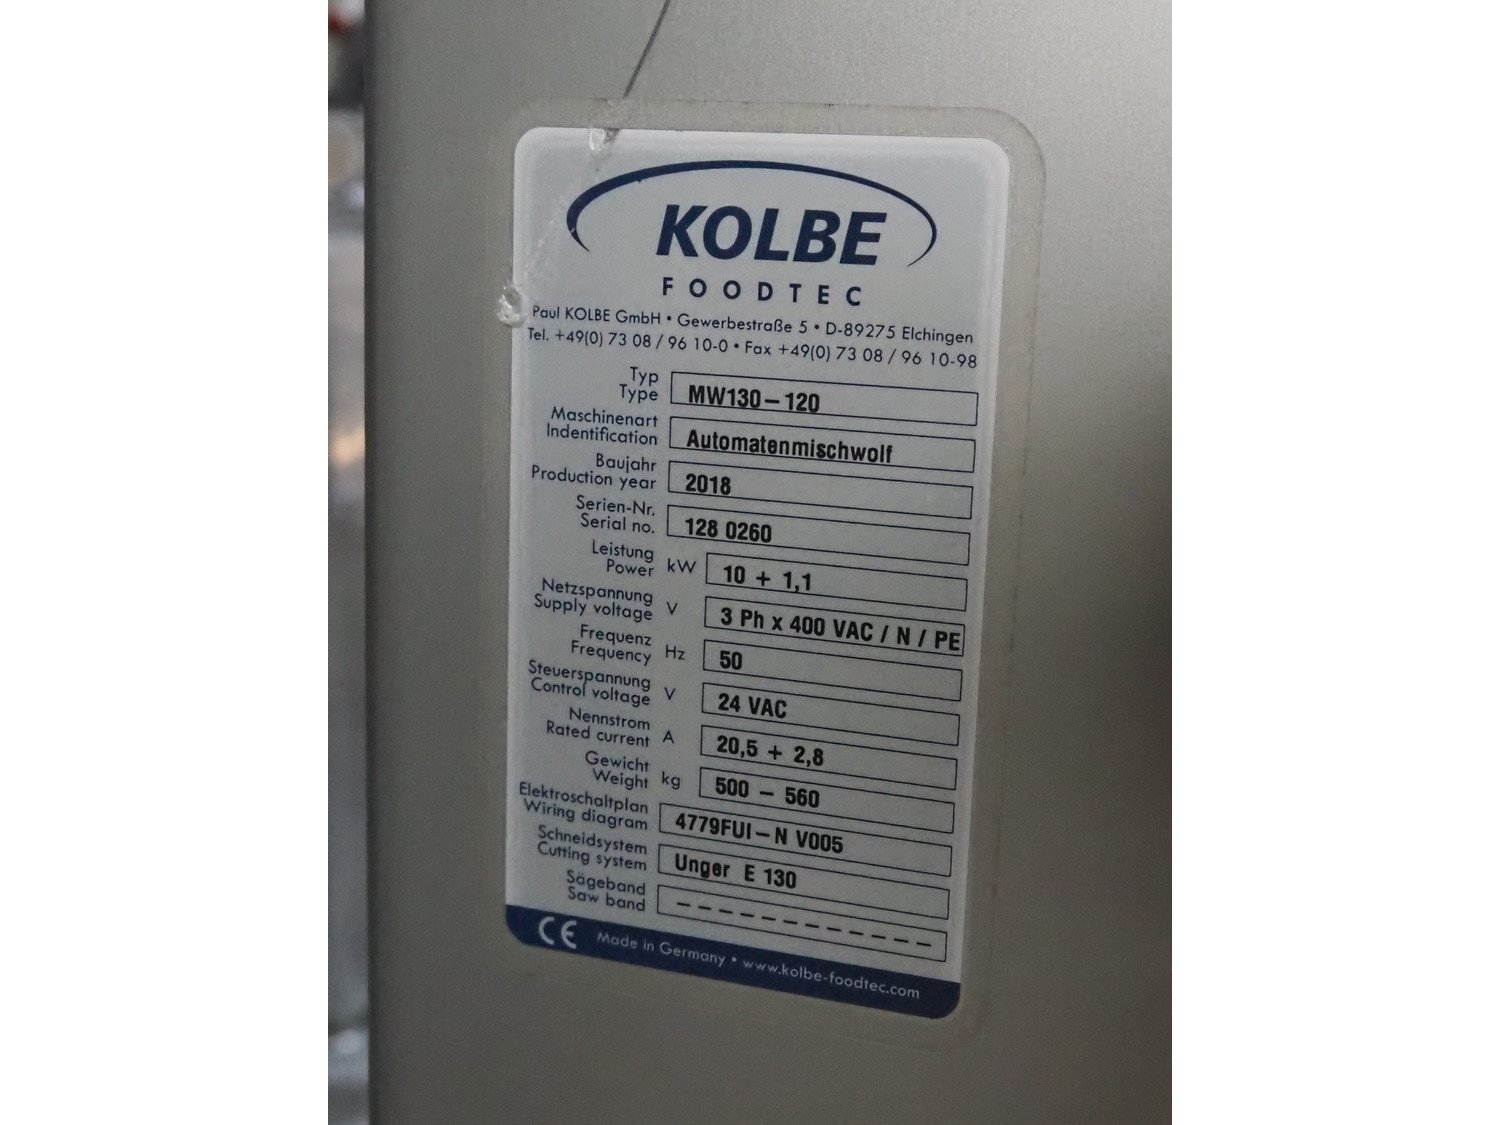 KOLBE
FOODTEC
Paul KOLBE GmbH • Gewerbestraße 5 • D-89275 Elchingen
Tel. +49(0) 73 08 / 96 10-0 • Fax +49(0) 73 08 / 96 10-98
Typ
Type MW130-120
Maschinenart
Indentification Automatenmischwolf
Baujahr
Production year 2018
Serien-Nr.
Serial no. 128 0260
Leistung
Power kW 10 + 1,1
Netzspannung
Supply voltage V 3 Ph x 400 VAC / N / PE
Frequenz
Frequency Hz 50
Steuerspannung
Control voltage V 24 VAC
Nennstrom
Rated current A 20,5 + 2,8
Gewicht
Weight kg 500 - 560
Elektroschaltplan
Wiring diagram 4779FUI-N V005
Schneidsystem
Cutting system Unger E 130
Sägeband
Saw band ------------
CE Made in Germany • www.kolbe-foodtec.com